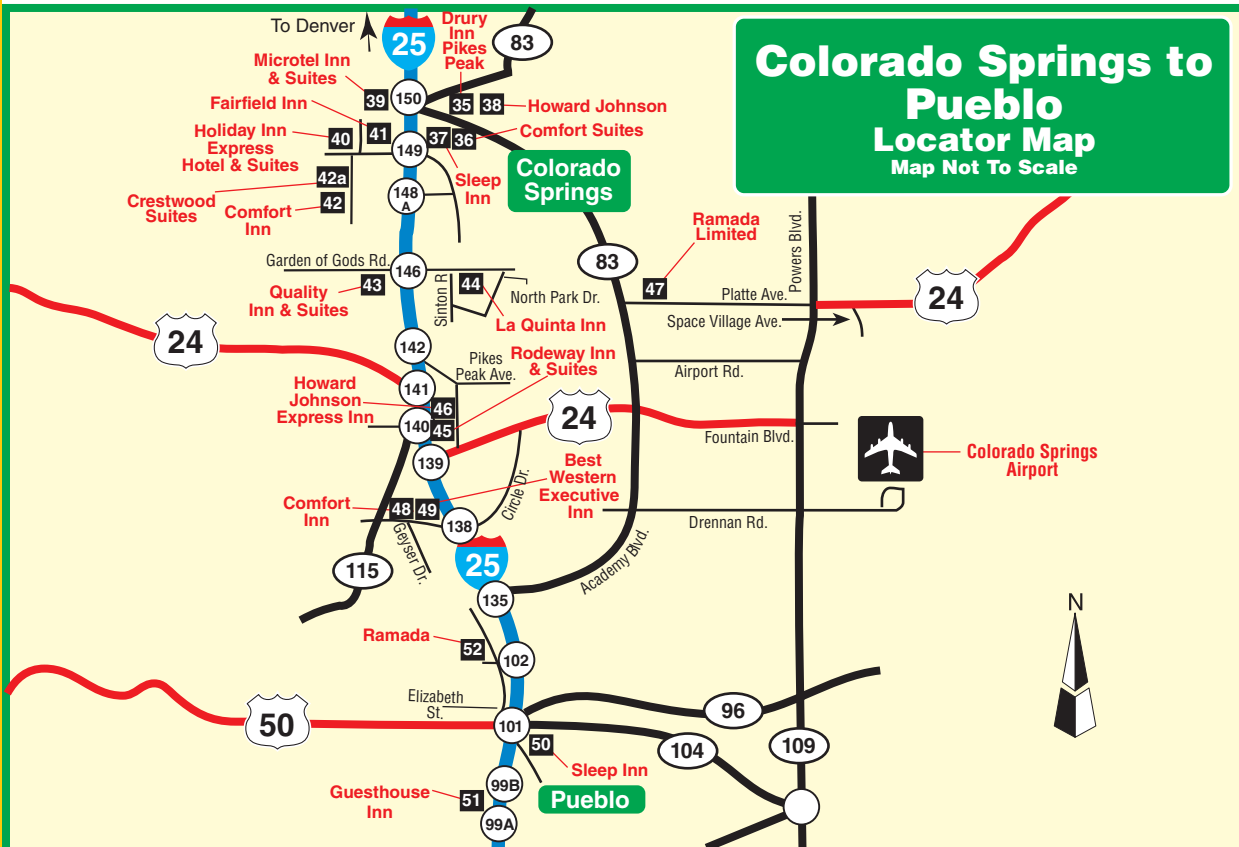 Colorado Springs to
Pueblo
Locator Map
Map Not To Scale
To Denver
25
Drury
Inn
Pikes
Peak
83
Microtel Inn
& Suites
39
150
35
38
Howard Johnson
Fairfield Inn
Holiday Inn
Express
Hotel & Suites
40
41
149
37
36
Comfort Suites
Sleep
Inn
Colorado
Springs
42a
Crestwood
Suites
42
Comfort
Inn
148
A
Ramada
Limited
Powers Blvd.
Garden of Gods Rd.
146
43
Quality
Inn & Suites
Sinton R
44
North Park Dr.
La Quinta Inn
83
47
Platte Ave.
24
Space Village Ave.
24
142
Pikes
Peak Ave.
Rodeway Inn
& Suites
Airport Rd.
141
Howard
Johnson
Express Inn
46
140
45
24
Fountain Blvd.
Colorado Springs
Airport
139
Circle Dr.
Best
Western
Executive
Inn
Comfort
Inn
48
49
138
Drennan Rd.
Geyser Dr.
115
25
Academy Blvd.
135
N
Ramada
52
102
Elizabeth
St.
50
101
96
104
109
50
Sleep Inn
Pueblo
99B
Guesthouse
Inn
51
99A